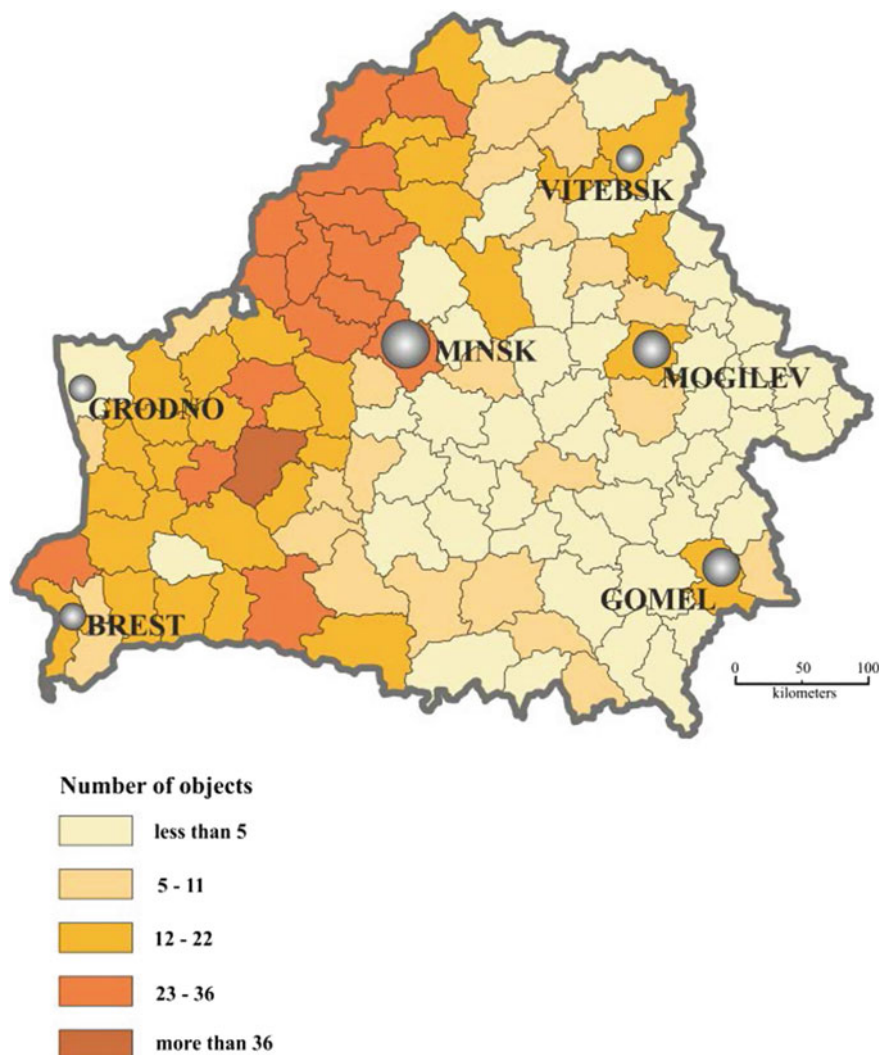 VITEBSK
MINSK
MOGILEV
GRODNO
GOMEL
BREST
0 50 100
kilometers
Number of objects
less than 5
5 - 11
12 - 22
23 - 36
more than 36